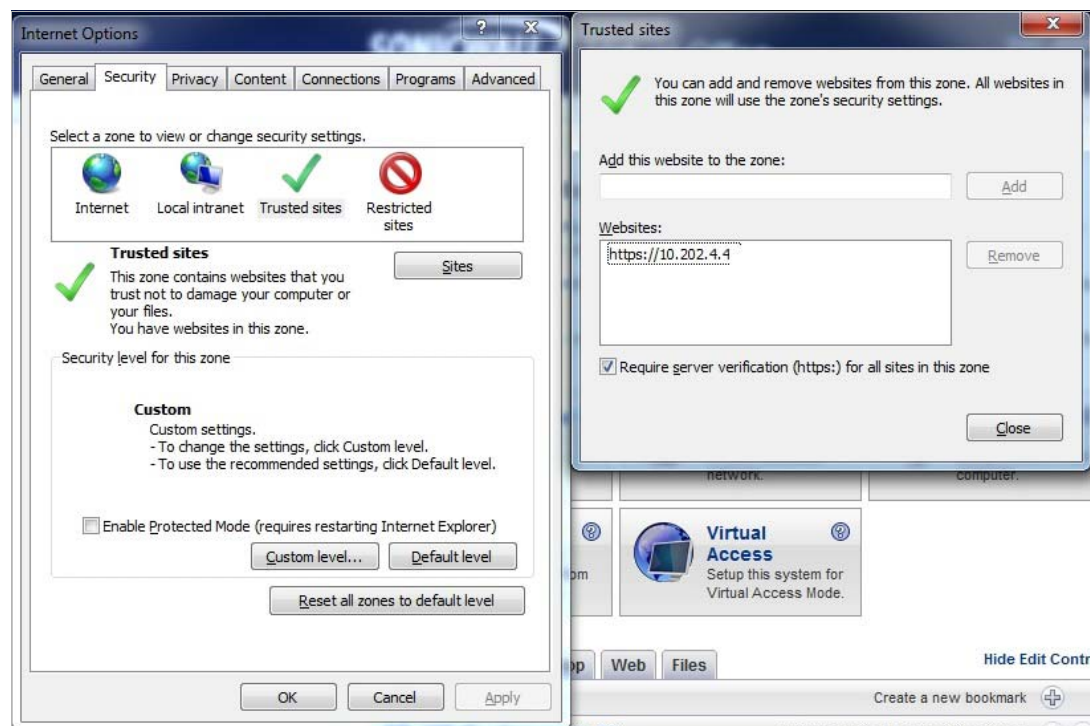 Internet Options
General
Security
Privacy
Content
Connections
Programs
Advanced
Select a zone to view or change security settings.
Internet
Local intranet
Trusted sites
Restricted
sites
Trusted sites
This zone contains websites that you
trust not to damage your computer or
your files.
You have websites in this zone.
Sites
Security level for this zone
Custom
Custom settings.
- To change the settings, click Custom level.
- To use the recommended settings, click Default level.
Enable Protected Mode (requires restarting Internet Explorer)
Custom level...
Default level
Reset all zones to default level
OK
Cancel
Apply
Trusted sites
You can add and remove websites from this zone. All websites in
this zone will use the zone's security settings.
Add this website to the zone:
Add
Websites:
https://10.202.4.4
Remove
Require server verification (https:) for all sites in this zone
Close
network.
computer.
Virtual
Access
Setup this system for
Virtual Access Mode.
Web
Files
Hide Edit Contr
Create a new bookmark